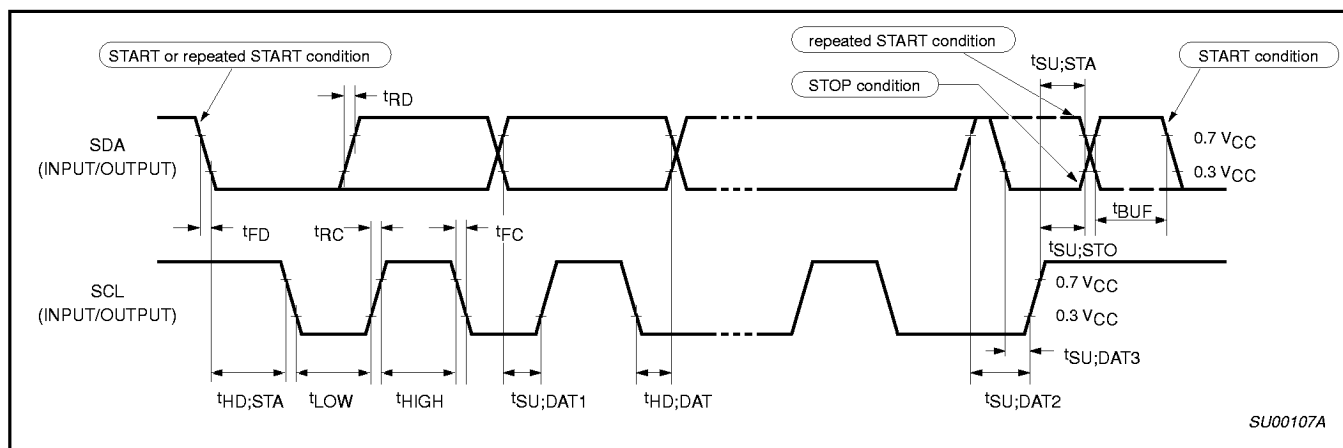 START or repeated START condition
repeated START condition
tSU;STA
START condition
STOP condition
tRD
SDA
(INPUT/OUTPUT)
0.7 VCC
0.3 VCC
tFD
tRC
tFC
tBUF
tSU;STO
SCL
(INPUT/OUTPUT)
0.7 VCC
0.3 VCC
tSU;DAT3
tHD;STA
tLOW
tHIGH
tSU;DAT1
tHD;DAT
tSU;DAT2
SU00107A